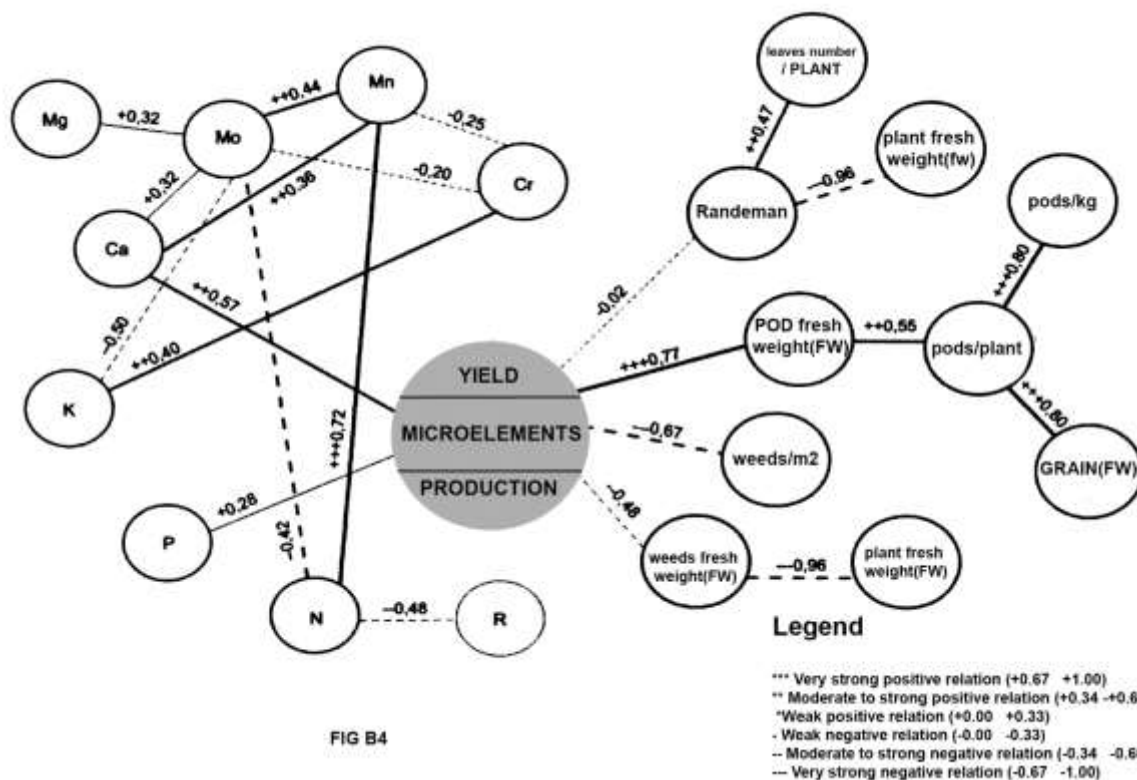 leaves number
/ PLANT
Mn
++0,44
Mg
+0,32
Mo
-0,25
++0,47
plant fresh
weight(fw)
-0,20
Cr
---0,96
+0,32
++0,36
Randeman
pods/kg
Ca
+++0,80
++0,57
-0,02
--0,50
POD fresh
weight(FW)
++0,55
pods/plant
++0,40
+++0,77
YIELD
K
+++0,80
MICROELEMENTS
---0,67
weeds/m2
GRAIN(FW)
+++0,72
PRODUCTION
+0,28
--0,48
P
--0,42
weeds fresh
weight(FW)
---0,96
plant fresh
weight(FW)
N
--0,48
R
Legend
*** Very strong positive relation (+0.67 +1.00)
** Moderate to strong positive relation (+0.34 -+0.6
*Weak positive relation (+0.00 +0.33)
- Weak negative relation (-0.00 -0.33)
-- Moderate to strong negative relation (-0.34 -0.6
--- Very strong negative relation (-0.67 -1.00)
FIG B4